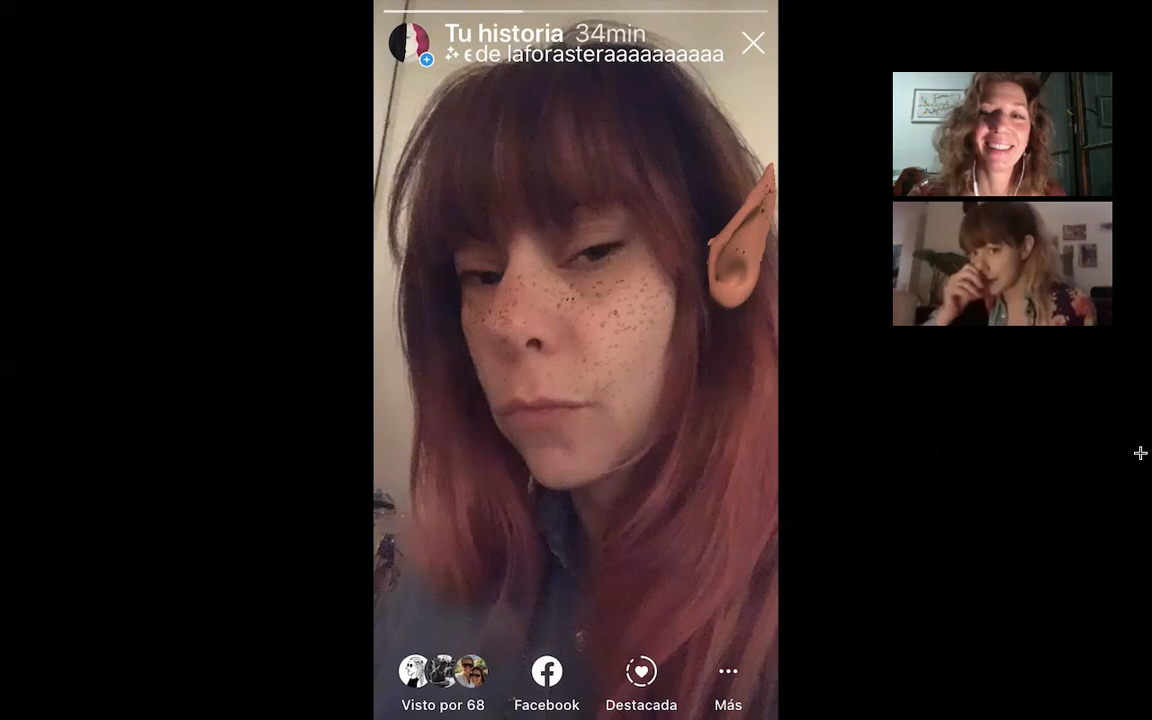 Tu historia 34min
de laforasteraaaaaaaaaa
Visto por 68
Facebook
Destacada
Más